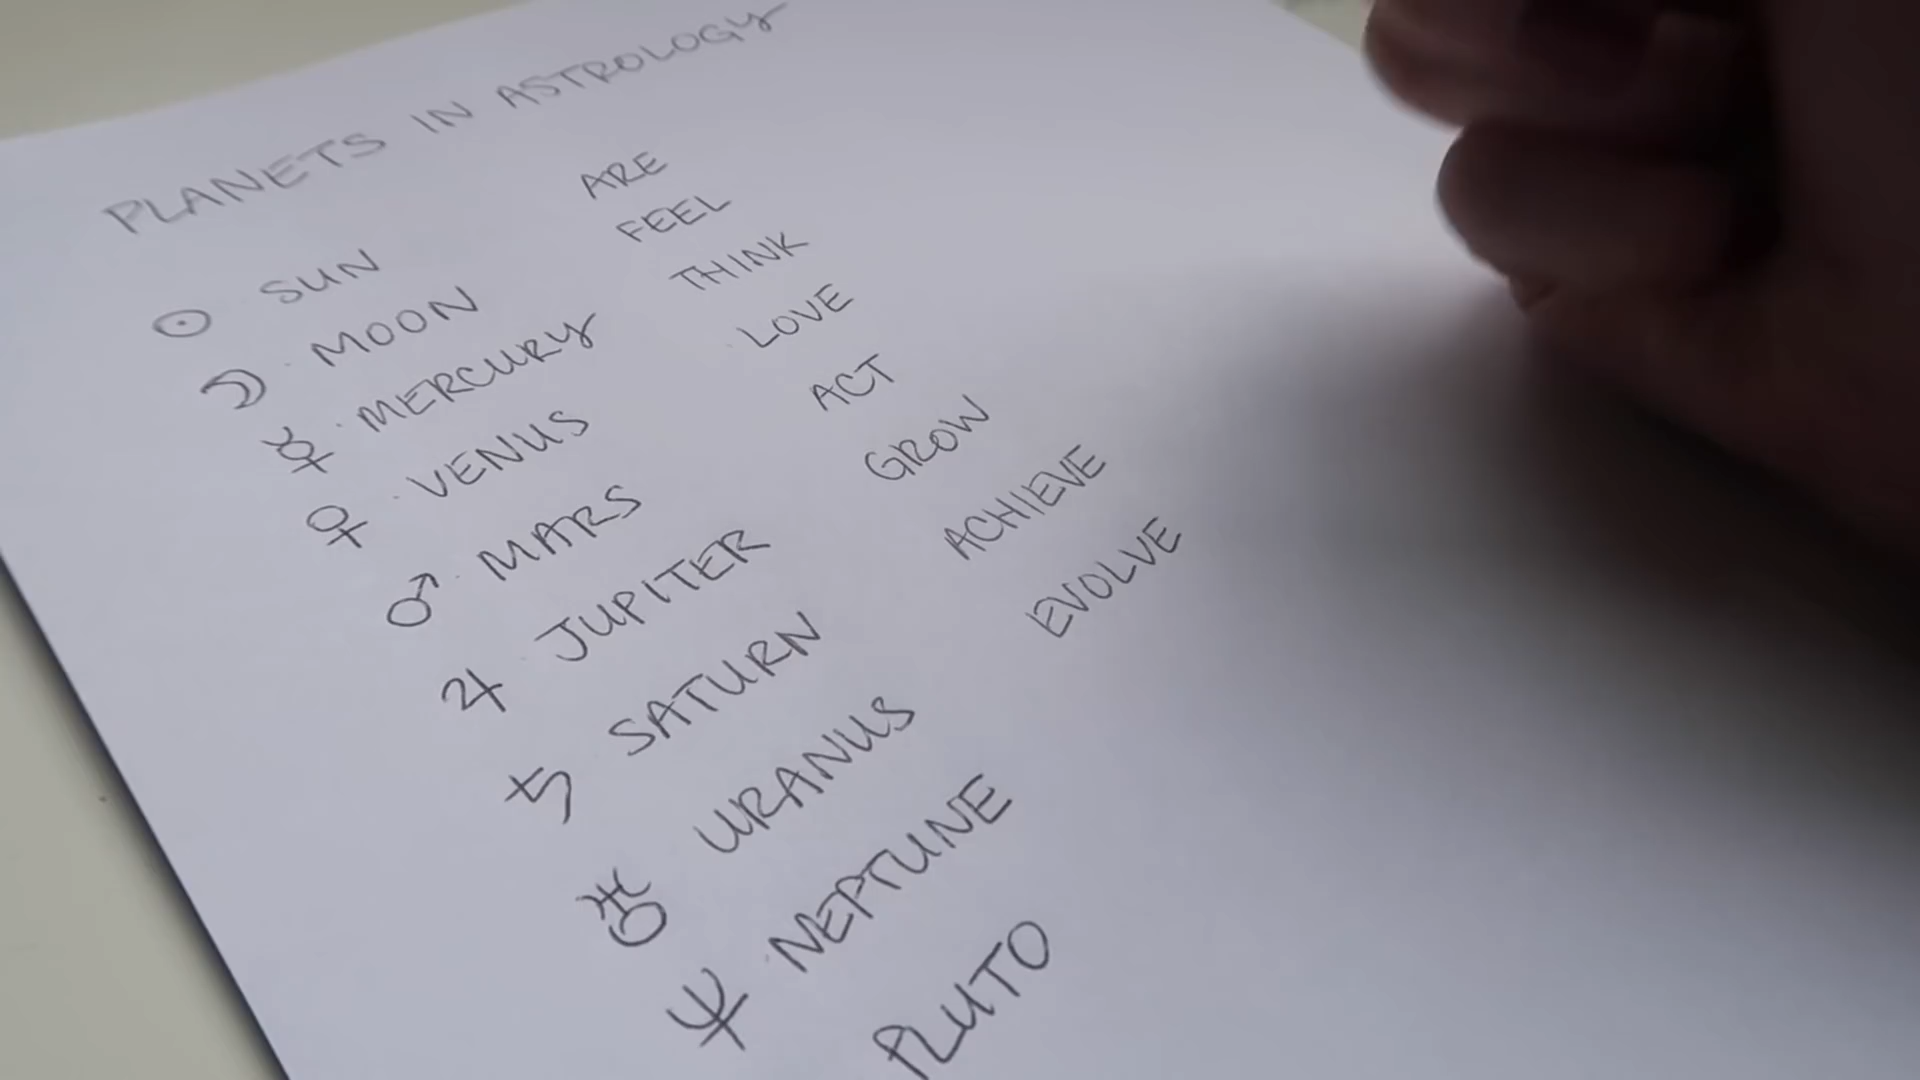 PLANETS IN ASTROLOGY
☉ SUN ARE
☽ MOON FEEL
☿ MERCURY THINK
♀ VENUS LOVE
♂ MARS ACT
♃ JUPITER GROW
♄ SATURN ACHIEVE
♅ URANUS EVOLVE
♆ NEPTUNE
PLUTO